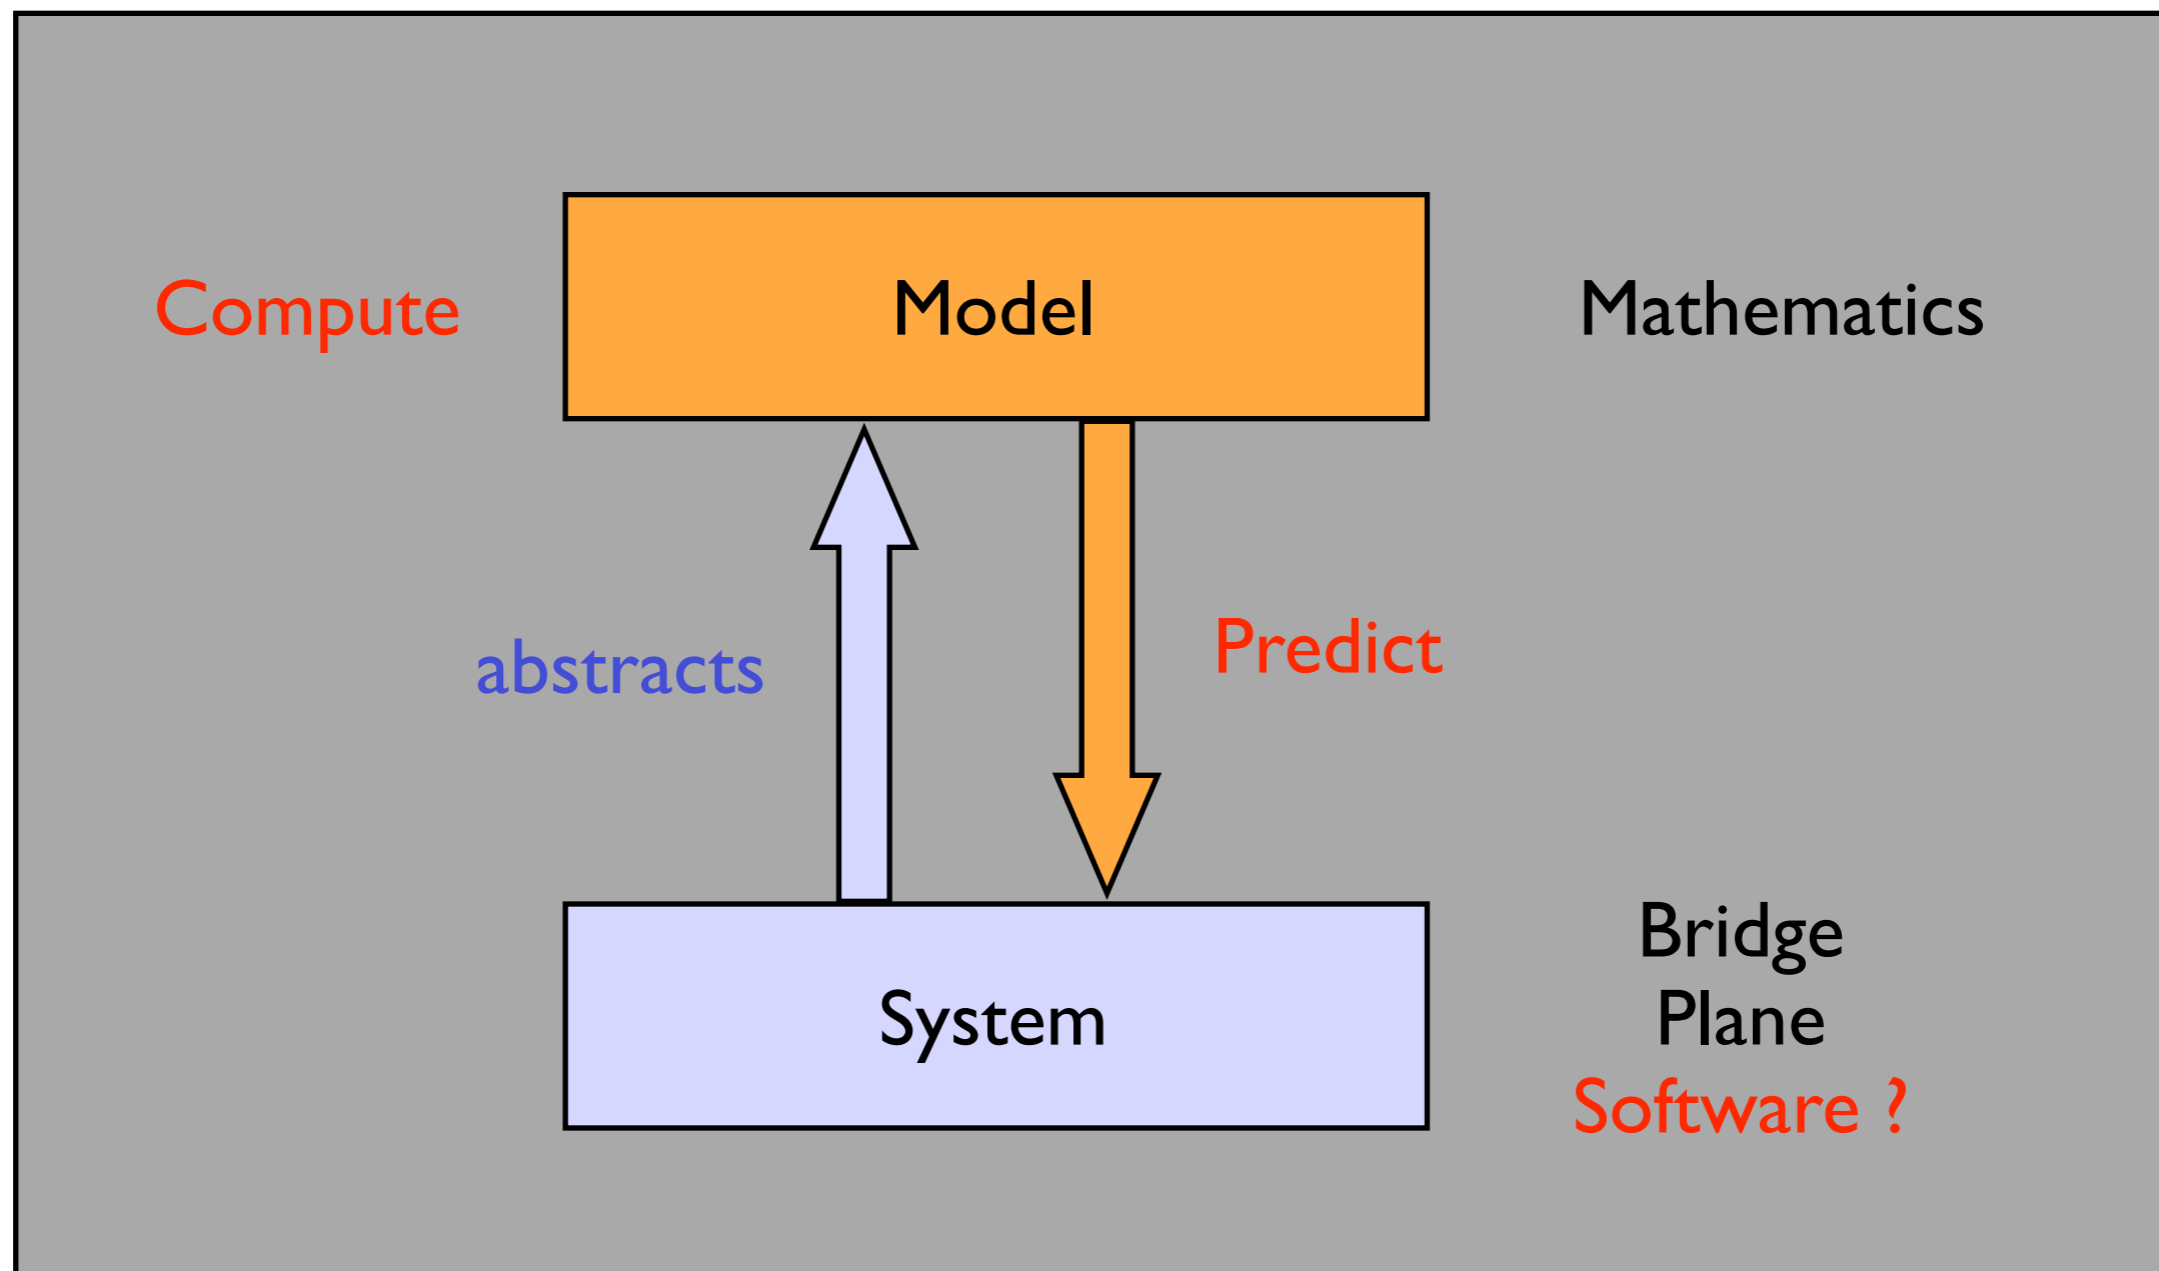 Compute
Model
Mathematics
abstracts
Predict
System
Bridge
Plane
Software ?